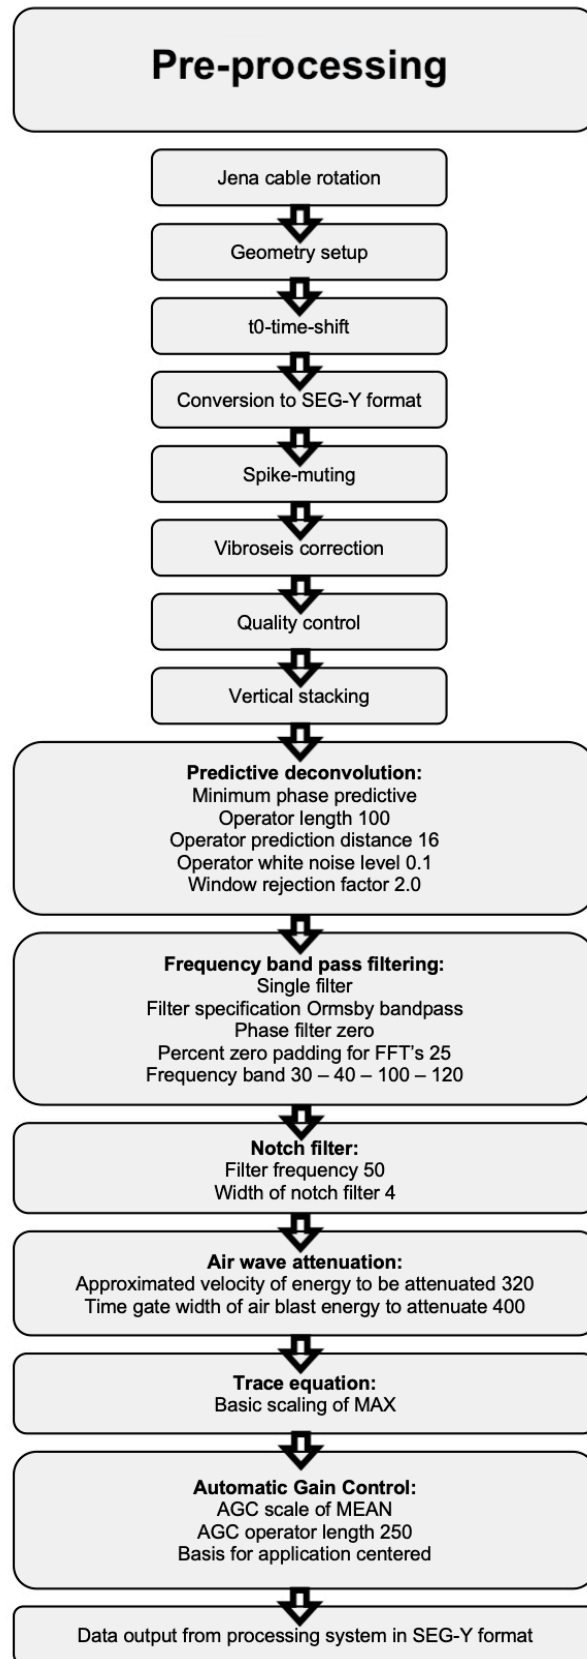 Pre-processing
Jena cable rotation
Geometry setup
t0-time-shift
Conversion to SEG-Y format
Spike-muting
Vibroseis correction
Quality control
Vertical stacking
Predictive deconvolution:
Minimum phase predictive
Operator length 100
Operator prediction distance 16
Operator white noise level 0.1
Window rejection factor 2.0
Frequency band pass filtering:
Single filter
Filter specification Ormsby bandpass
Phase filter zero
Percent zero padding for FFT's 25
Frequency band 30 – 40 – 100 – 120
Notch filter:
Filter frequency 50
Width of notch filter 4
Air wave attenuation:
Approximated velocity of energy to be attenuated 320
Time gate width of air blast energy to attenuate 400
Trace equation:
Basic scaling of MAX
Automatic Gain Control:
AGC scale of MEAN
AGC operator length 250
Basis for application centered
Data output from processing system in SEG-Y format